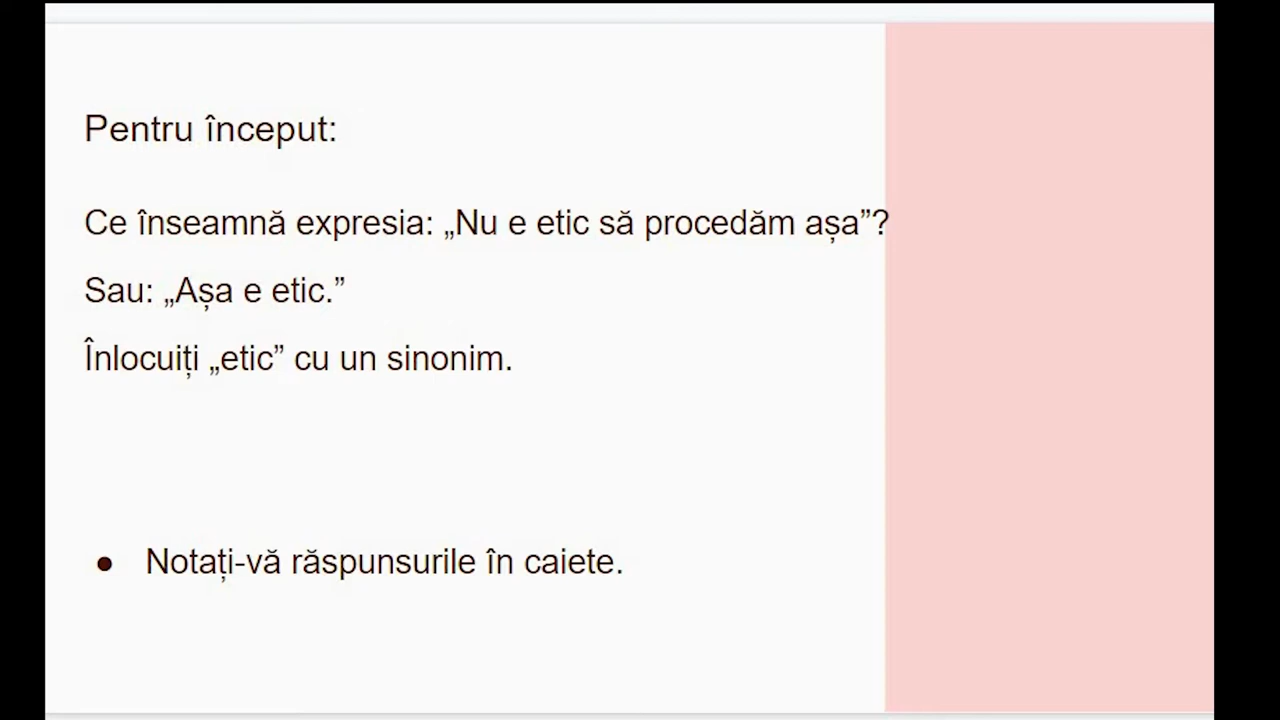 Pentru început:
Ce înseamnă expresia: „Nu e etic să procedăm așa”?
Sau: „Așa e etic.”
Înlocuiți „etic” cu un sinonim.
● Notați-vă răspunsurile în caiete.